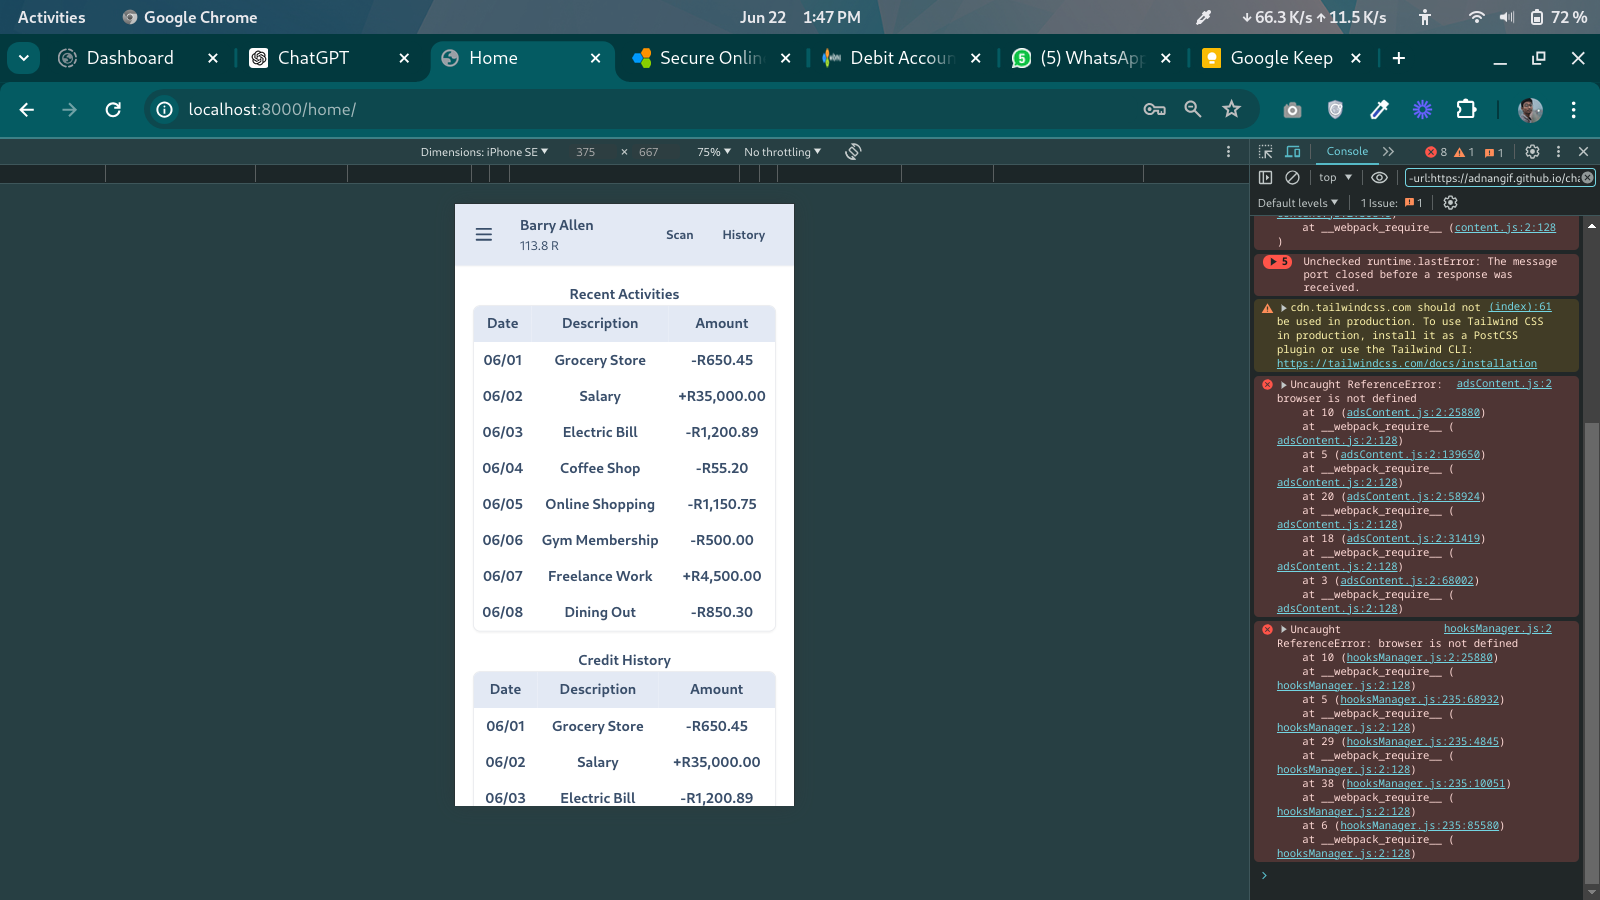 Activities
Google Chrome
Jun 22 1:47 PM
66.3 K/s 11.5 K/s
72 %
Dashboard
ChatGPT
Home
Secure Onlin
Debit Accoun
(5) WhatsApp
Google Keep
localhost:8000/home/
Dimensions: iPhone SE 375 × 667 75% No throttling
Console 8 1 1
top
-url:https://adnangif.github.io/cha
Default levels 1 Issue: 1
Barry Allen
113.8 R
Scan
History
Recent Activities
Date Description Amount
06/01 Grocery Store -R650.45
06/02 Salary +R35,000.00
06/03 Electric Bill -R1,200.89
06/04 Coffee Shop -R55.20
06/05 Online Shopping -R1,150.75
06/06 Gym Membership -R500.00
06/07 Freelance Work +R4,500.00
06/08 Dining Out -R850.30
Credit History
Date Description Amount
06/01 Grocery Store -R650.45
06/02 Salary +R35,000.00
06/03 Electric Bill -R1,200.89
at __webpack_require__ (content.js:2:128
)
5 Unchecked runtime.lastError: The message
port closed before a response was
received.
cdn.tailwindcss.com should not (index):61
be used in production. To use Tailwind CSS
in production, install it as a PostCSS
plugin or use the Tailwind CLI:
https://tailwindcss.com/docs/installation
Uncaught ReferenceError: adsContent.js:2
browser is not defined
at 10 (adsContent.js:2:25880)
at __webpack_require__ (
adsContent.js:2:128)
at 5 (adsContent.js:2:139650)
at __webpack_require__ (
adsContent.js:2:128)
at 20 (adsContent.js:2:58924)
at __webpack_require__ (
adsContent.js:2:128)
at 18 (adsContent.js:2:31419)
at __webpack_require__ (
adsContent.js:2:128)
at 3 (adsContent.js:2:68002)
at __webpack_require__ (
adsContent.js:2:128)
Uncaught hooksManager.js:2
ReferenceError: browser is not defined
at 10 (hooksManager.js:2:25880)
at __webpack_require__ (
hooksManager.js:2:128)
at 5 (hooksManager.js:235:68932)
at __webpack_require__ (
hooksManager.js:2:128)
at 29 (hooksManager.js:235:4845)
at __webpack_require__ (
hooksManager.js:2:128)
at 38 (hooksManager.js:235:10051)
at __webpack_require__ (
hooksManager.js:2:128)
at 6 (hooksManager.js:235:85580)
at __webpack_require__ (
hooksManager.js:2:128)